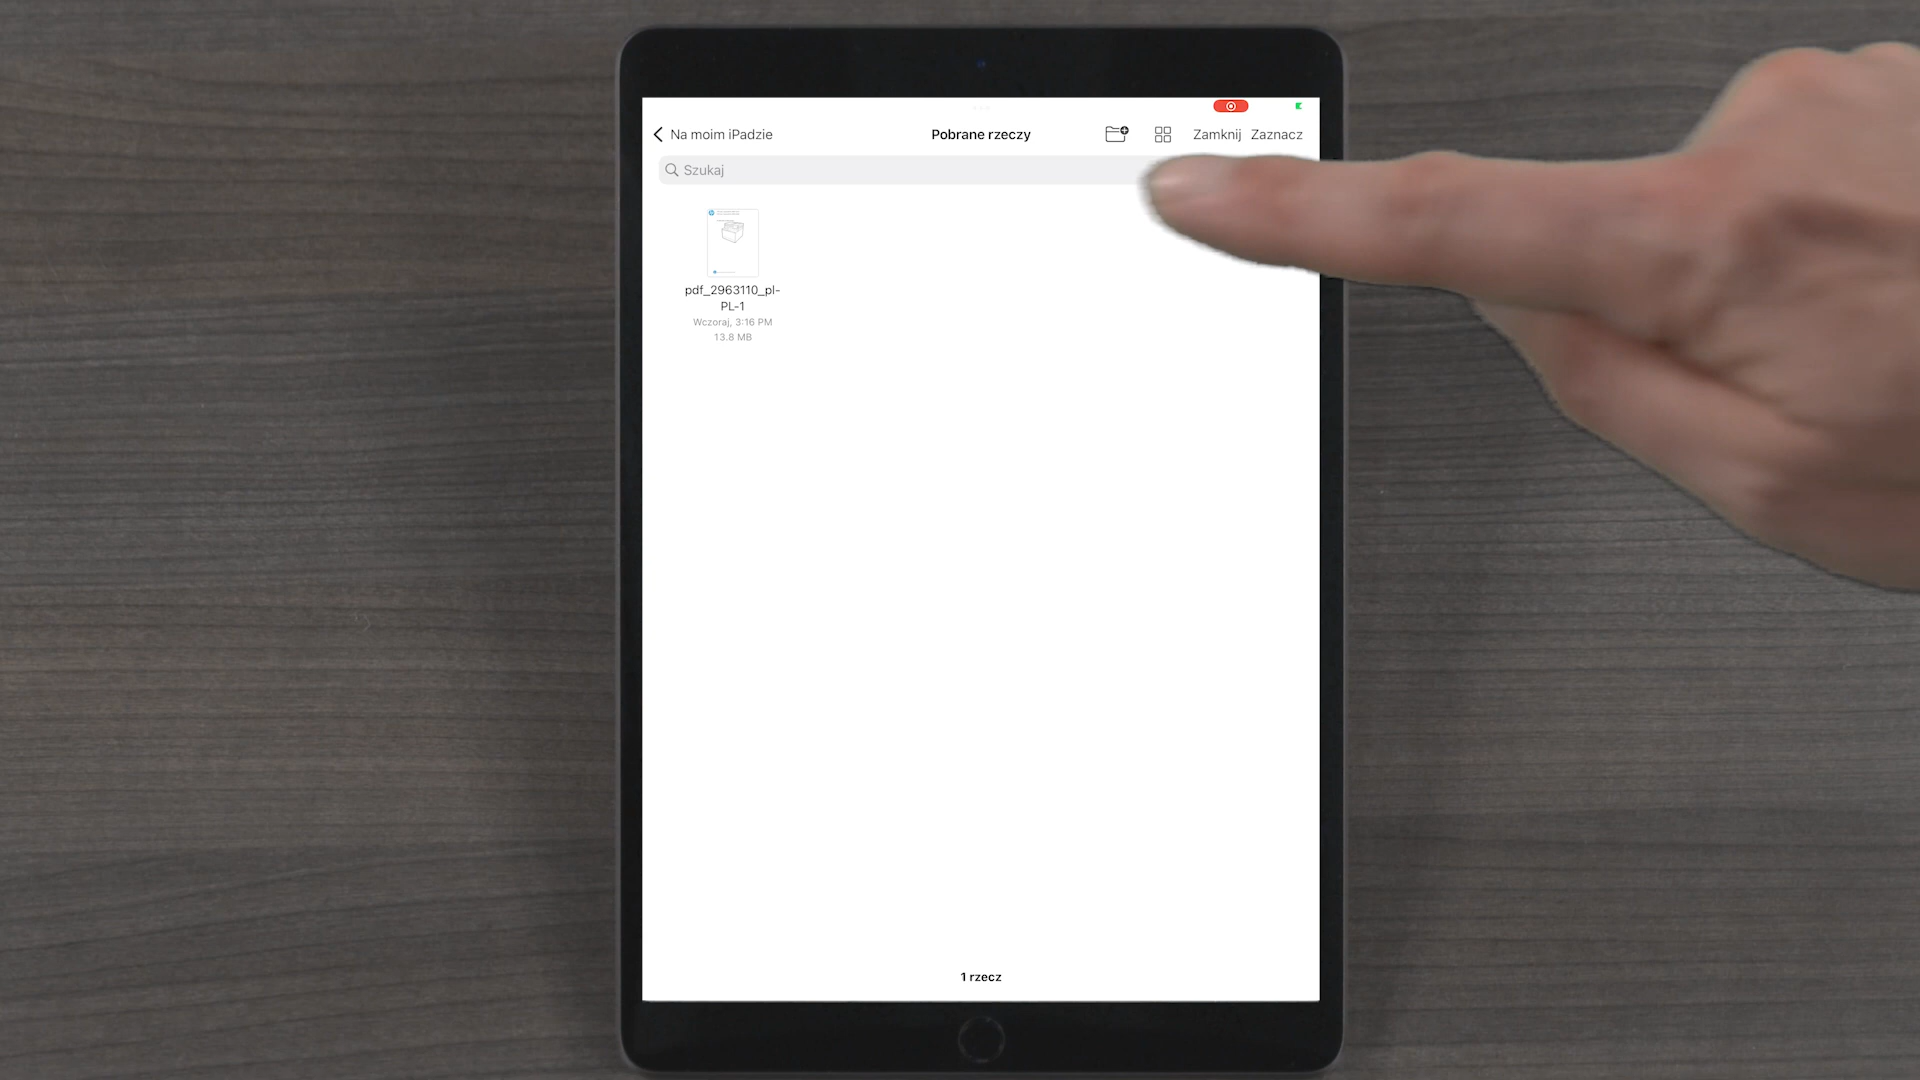 Na moim iPadzie
Pobrane rzeczy
Zamknij
Zaznacz
Szukaj
pdf_2963110_pl-
PL-1
Wczoraj, 3:16 PM
13.8 MB
1 rzecz